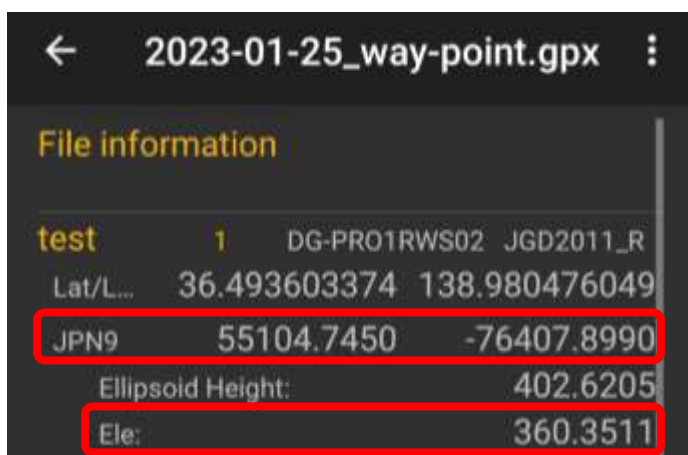 ← 2023-01-25_way-point.gpx
File information
test 1 DG-PRO1RWS02 JGD2011_R
Lat/L... 36.493603374 138.980476049
JPN9 55104.7450 -76407.8990
Ellipsoid Height: 402.6205
Ele: 360.3511